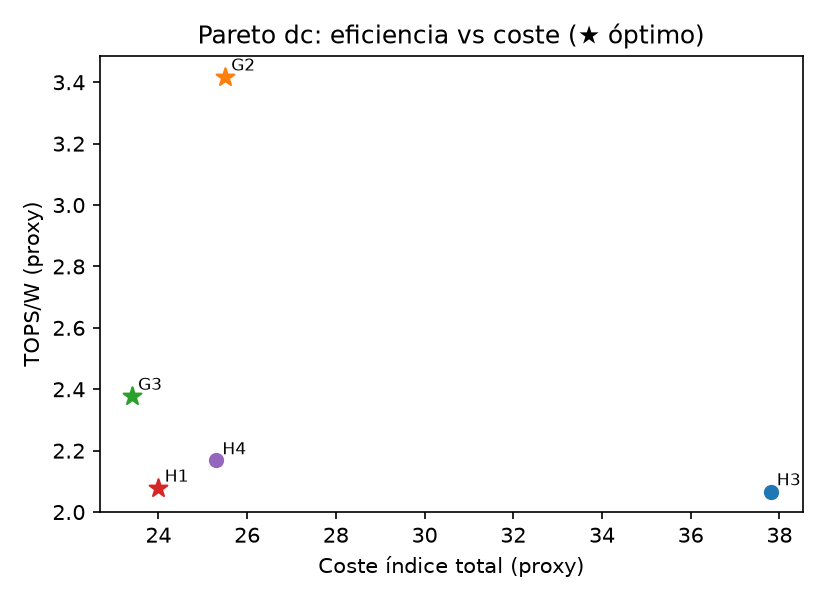 Pareto dc: eficiencia vs coste (★ óptimo)
TOPS/W (proxy)
3.4
3.2
3.0
2.8
2.6
2.4
2.2
2.0
G2
G3
H4
H1
H3
24 26 28 30 32 34 36 38
Coste índice total (proxy)